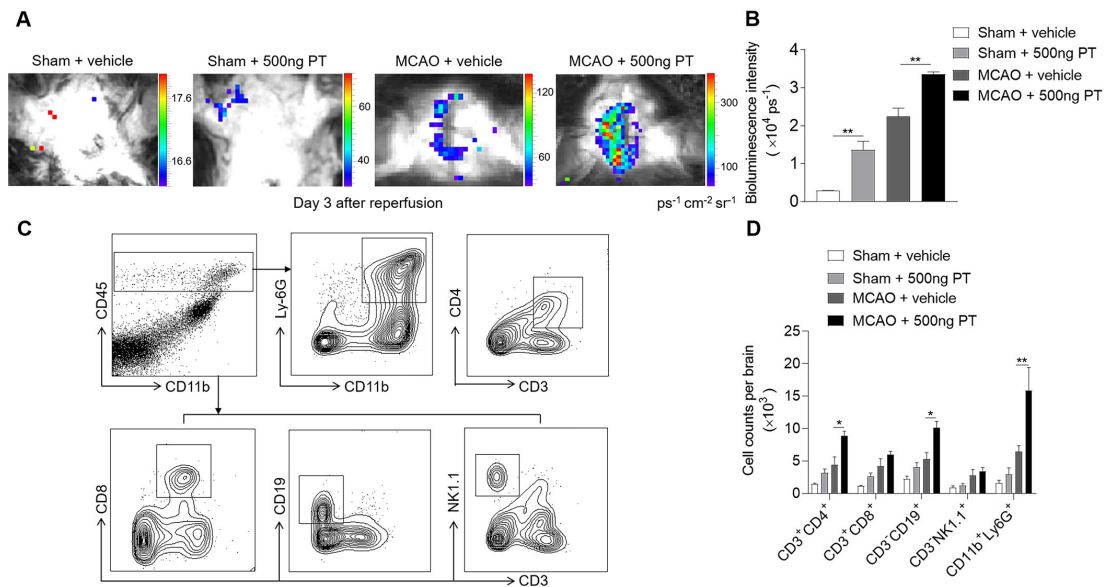 A
Sham + vehicle
Sham + 500ng PT
MCAO + vehicle
MCAO + 500ng PT
17.6
16.6
60
40
120
60
300
100
Day 3 after reperfusion
ps⁻¹ cm⁻² sr⁻¹
B
Sham + vehicle
Sham + 500ng PT
MCAO + vehicle
MCAO + 500ng PT
Bioluminescence intensity
( ×10⁴ ps⁻¹)
4
3
2
1
0
**
**
C
CD45
CD11b
Ly-6G
CD11b
CD4
CD3
CD8
CD19
NK1.1
CD3
D
Sham + vehicle
Sham + 500ng PT
MCAO + vehicle
MCAO + 500ng PT
Cell counts per brain
(×10³)
25
20
15
10
5
0
*
*
**
CD3⁺CD4⁺
CD3⁺CD8⁺
CD3⁻CD19⁺
CD3⁻NK1.1⁺
CD11b⁺Ly6G⁺